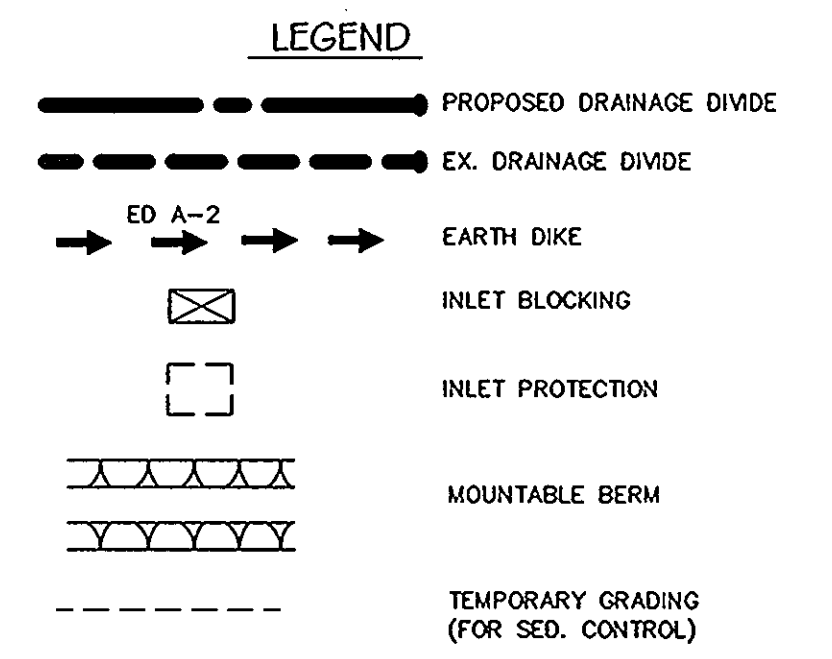 LEGEND
PROPOSED DRAINAGE DIVIDE
EX. DRAINAGE DIVIDE
ED A-2
EARTH DIKE
INLET BLOCKING
INLET PROTECTION
MOUNTABLE BERM
TEMPORARY GRADING
(FOR SED. CONTROL)